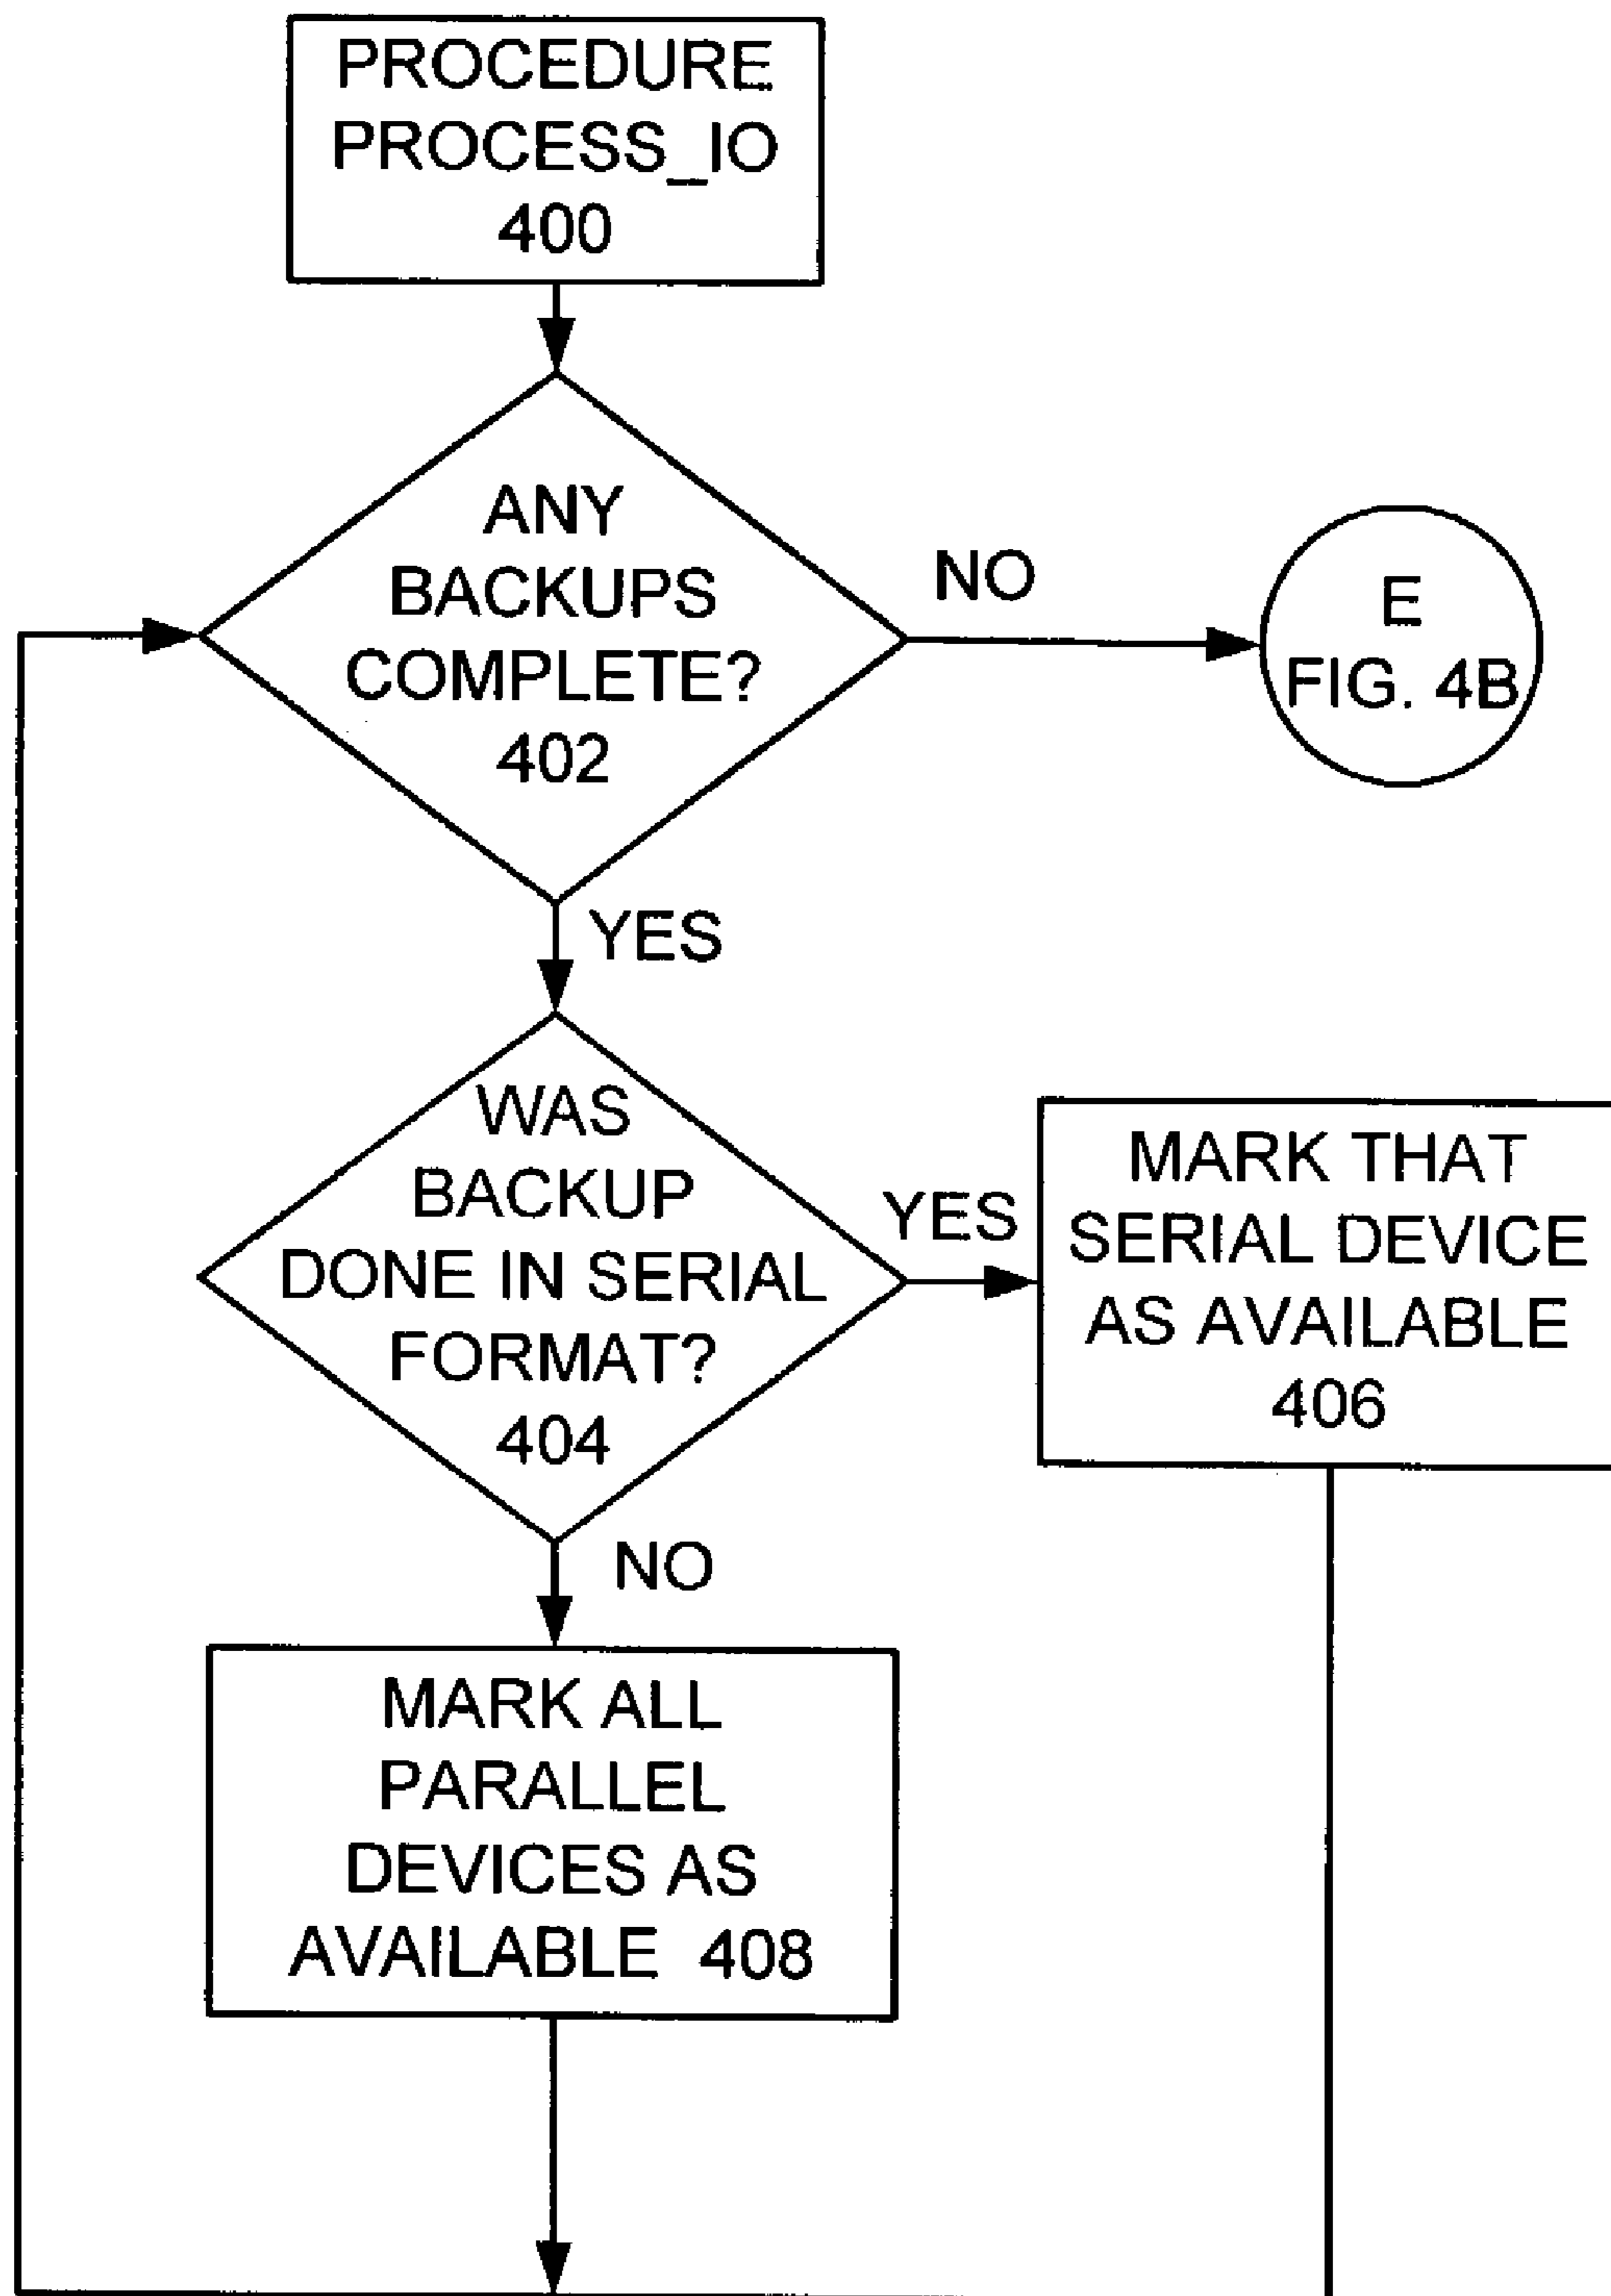 PROCEDURE
PROCESS_IO
400
ANY
BACKUPS
COMPLETE?
402
NO
E
FIG. 4B
YES
WAS
BACKUP
DONE IN SERIAL
FORMAT?
404
YES
MARK THAT
SERIAL DEVICE
AS AVAILABLE
406
NO
MARK ALL
PARALLEL
DEVICES AS
AVAILABLE 408